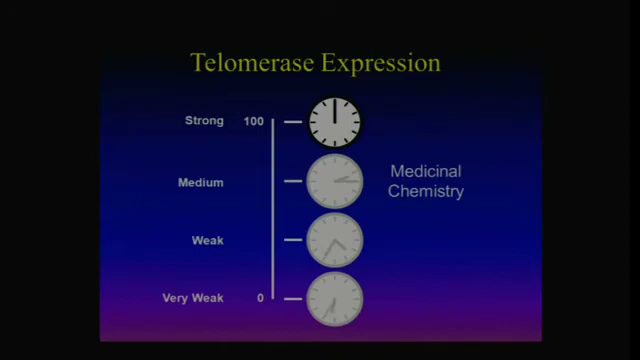 Telomerase Expression
Strong 100
Medium
Medicinal
Chemistry
Weak
Very Weak 0